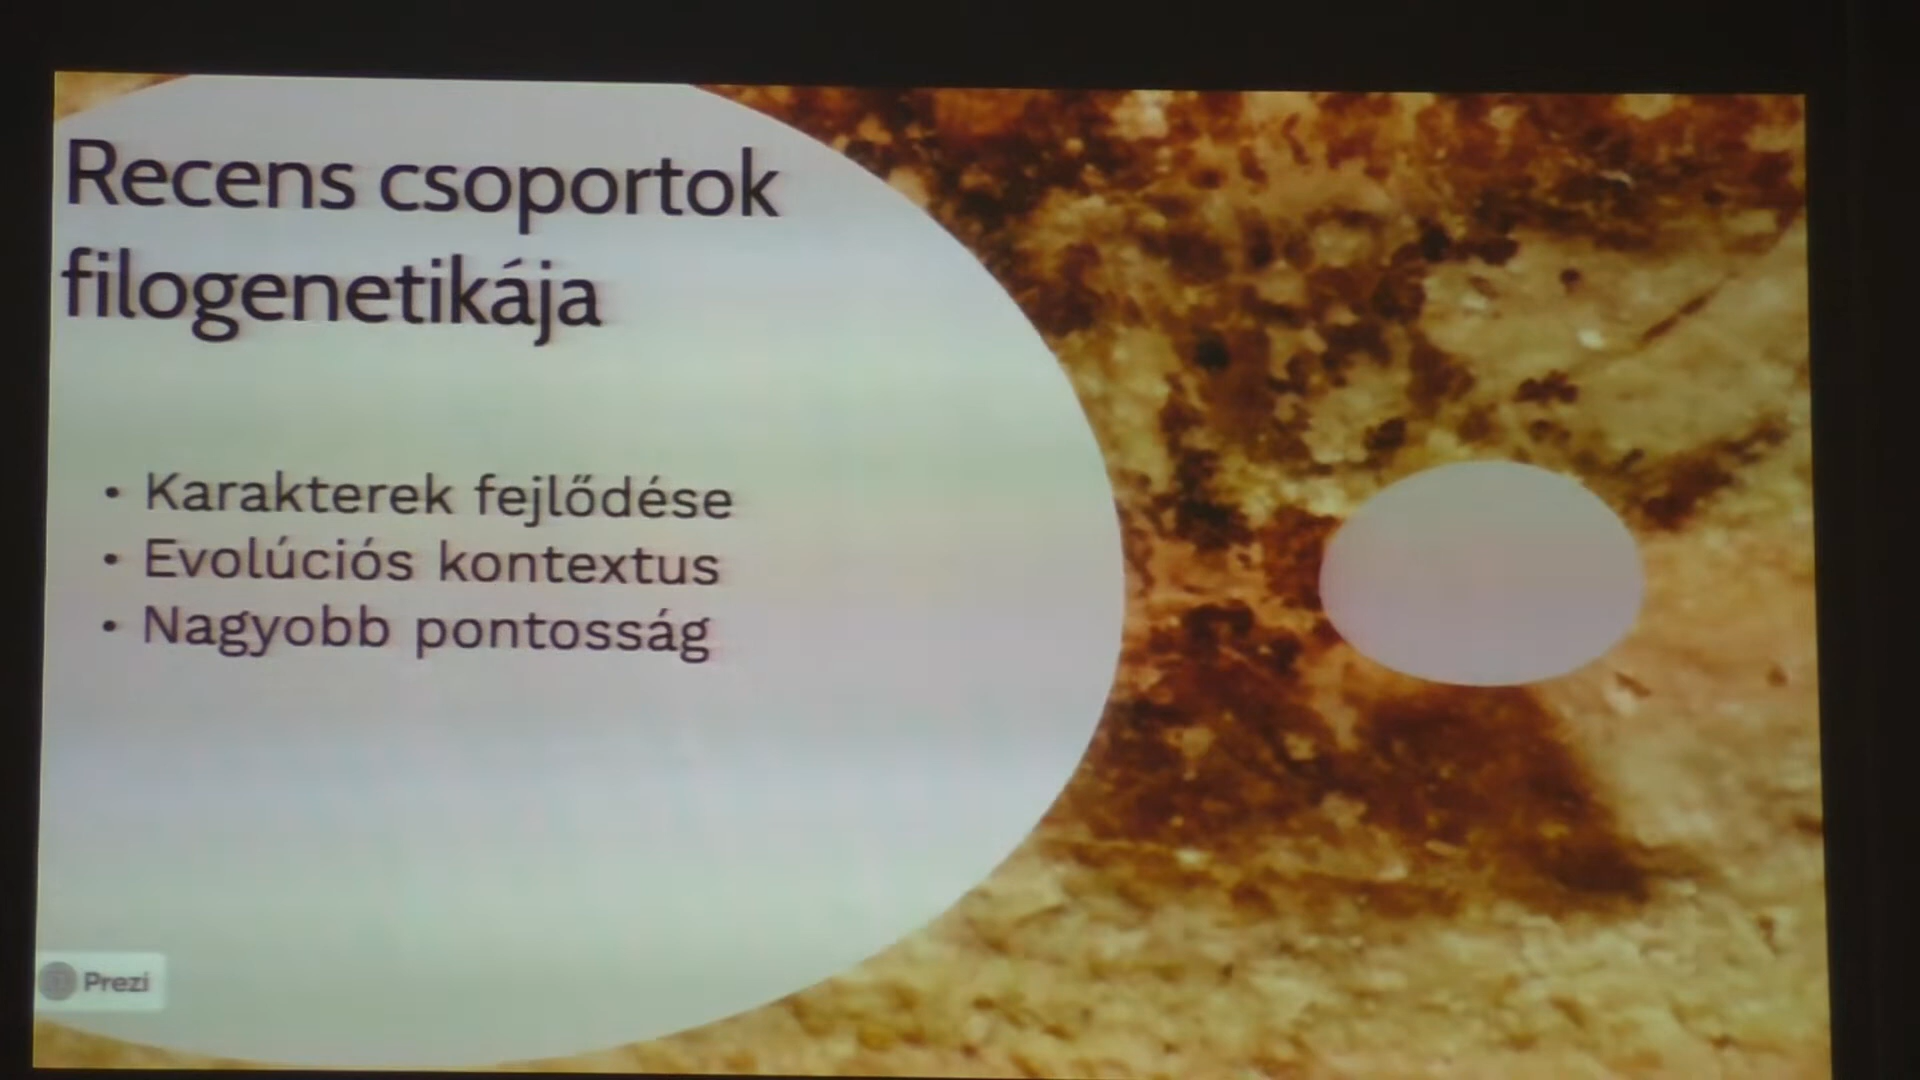 Recens csoportok
filogenetikája
• Karakterek fejlődése
• Evolúciós kontextus
• Nagyobb pontosság
Prezi